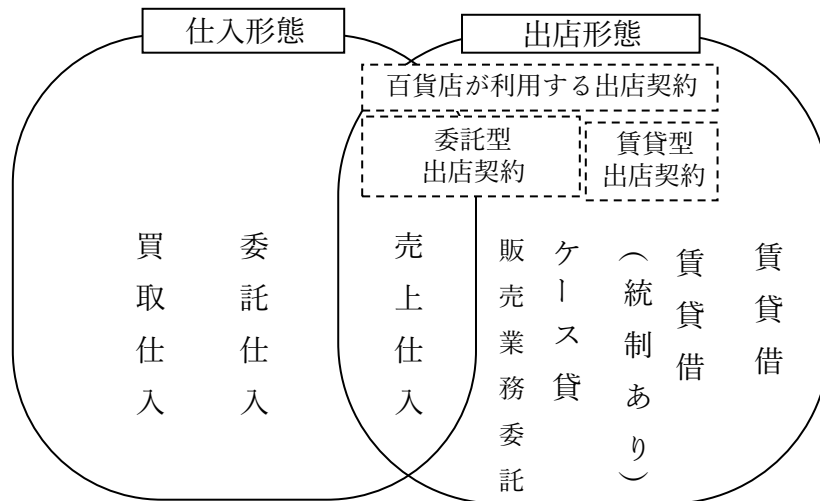 仕入形態
出店形態
百貨店が利用する出店契約
委託型
出店契約
賃貸型
出店契約
買取仕入
委託仕入
売上仕入
販売業務委託
ケース貸
賃貸借
（統制あり）
賃貸借